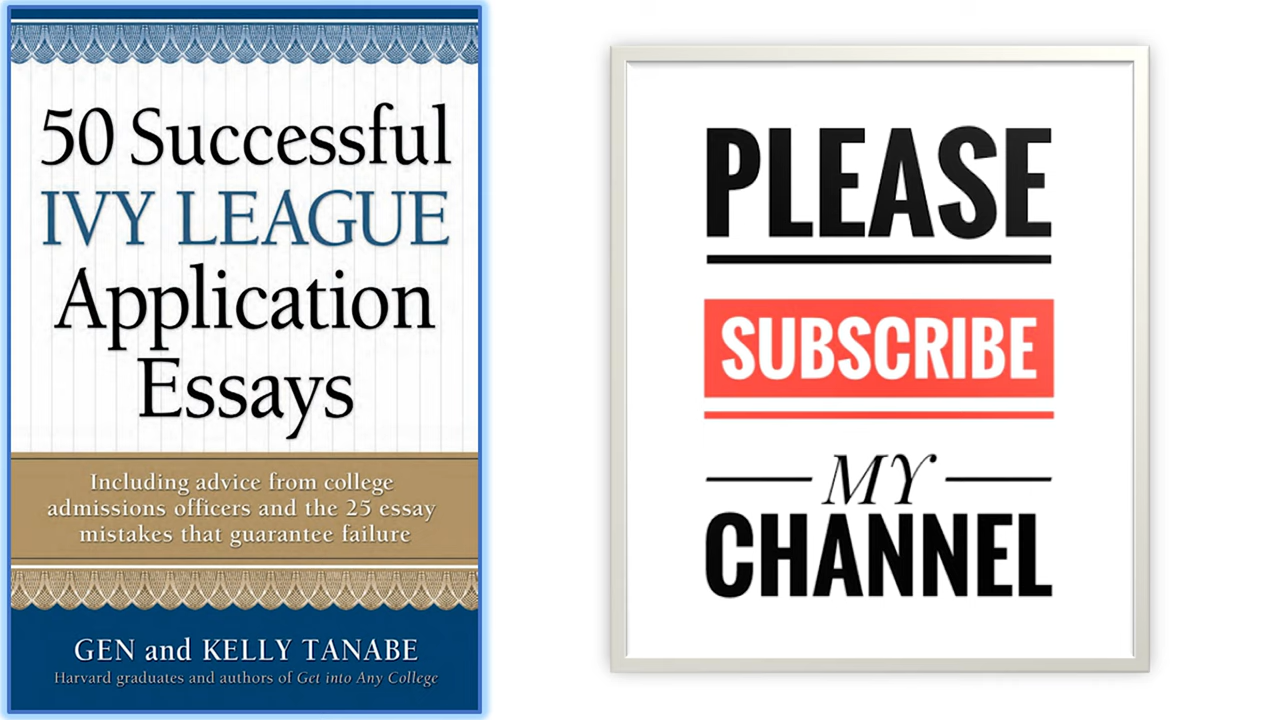 50 Successful
IVY LEAGUE
Application
Essays
Including advice from college
admissions officers and the 25 essay
mistakes that guarantee failure
GEN and KELLY TANABE
Harvard graduates and authors of Get into Any College
PLEASE
SUBSCRIBE
MY
CHANNEL